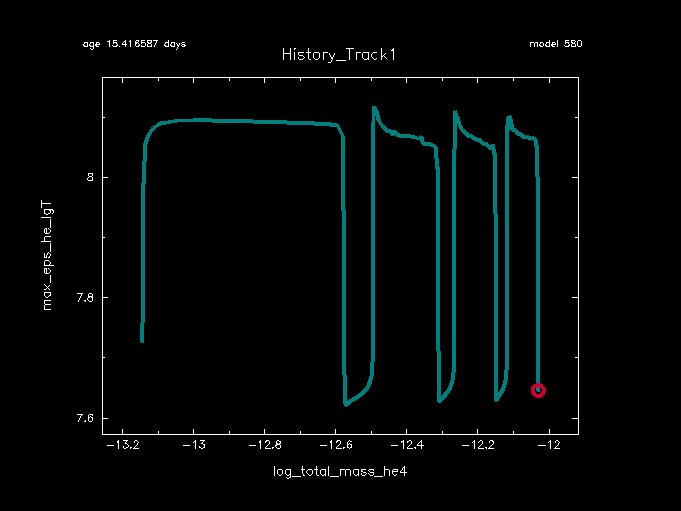 age 15.416587 days
model 580
History_Track1
max_eps_he_lgT
8
7.8
7.6
−13.2
−13
−12.8
−12.6
−12.4
−12.2
−12
log_total_mass_he4